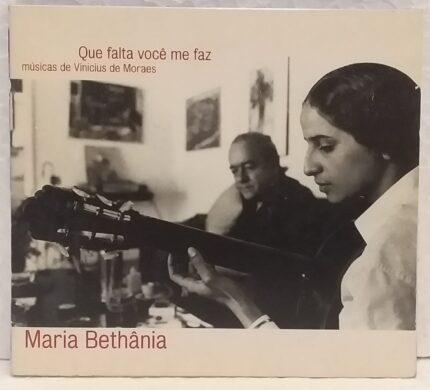 Que falta você me faz
músicas de Vinicius de Moraes
Maria Bethânia